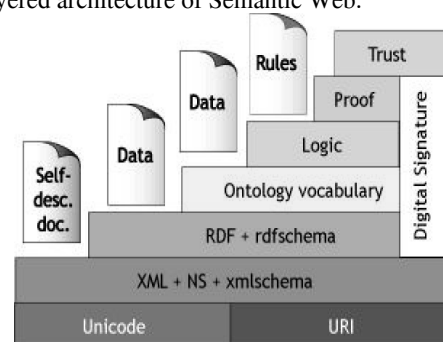 layered architecture of Semantic Web.
Rules
Trust
Data
Proof
Data
Logic
Self-
desc.
doc.
Ontology vocabulary
Digital Signature
RDF + rdfschema
XML + NS + xmlschema
Unicode
URI